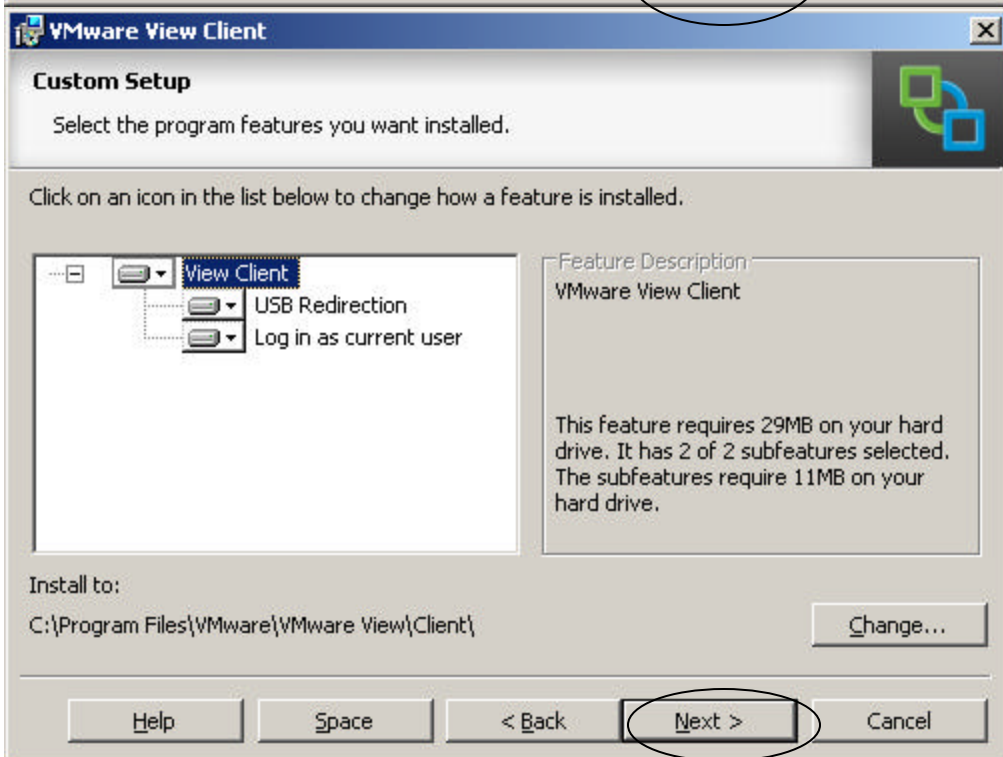 VMware View Client
Custom Setup
Select the program features you want installed.
Click on an icon in the list below to change how a feature is installed.
View Client
USB Redirection
Log in as current user
Feature Description
VMware View Client
This feature requires 29MB on your hard
drive. It has 2 of 2 subfeatures selected.
The subfeatures require 11MB on your
hard drive.
Install to:
C:\Program Files\VMware\VMware View\Client\
Change...
Help
Space
< Back
Next >
Cancel